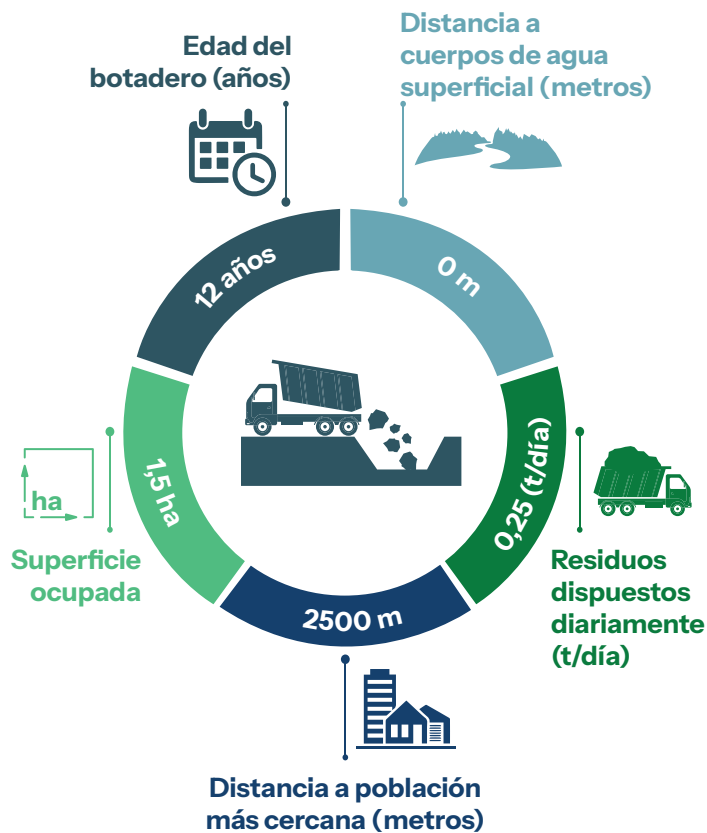 Edad del
botadero (años)
Distancia a
cuerpos de agua
superficial (metros)
12 años
0 m
1,5 ha
0,25 (t/día)
2500 m
ha
Superficie
ocupada
Residuos
dispuestos
diariamente
(t/día)
Distancia a población
más cercana (metros)